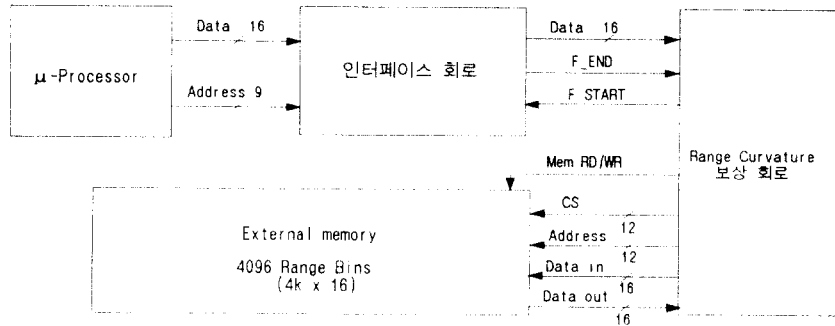 Data 16
Data 16
μ-Processor
인터페이스 회로
F_END
Address 9
F START
Mem RD/WR
Range Curvature
보상 회로
CS
External memory
Address 12
4096 Range Bins
(4k x 16)
Data in 12
16
Data out
16